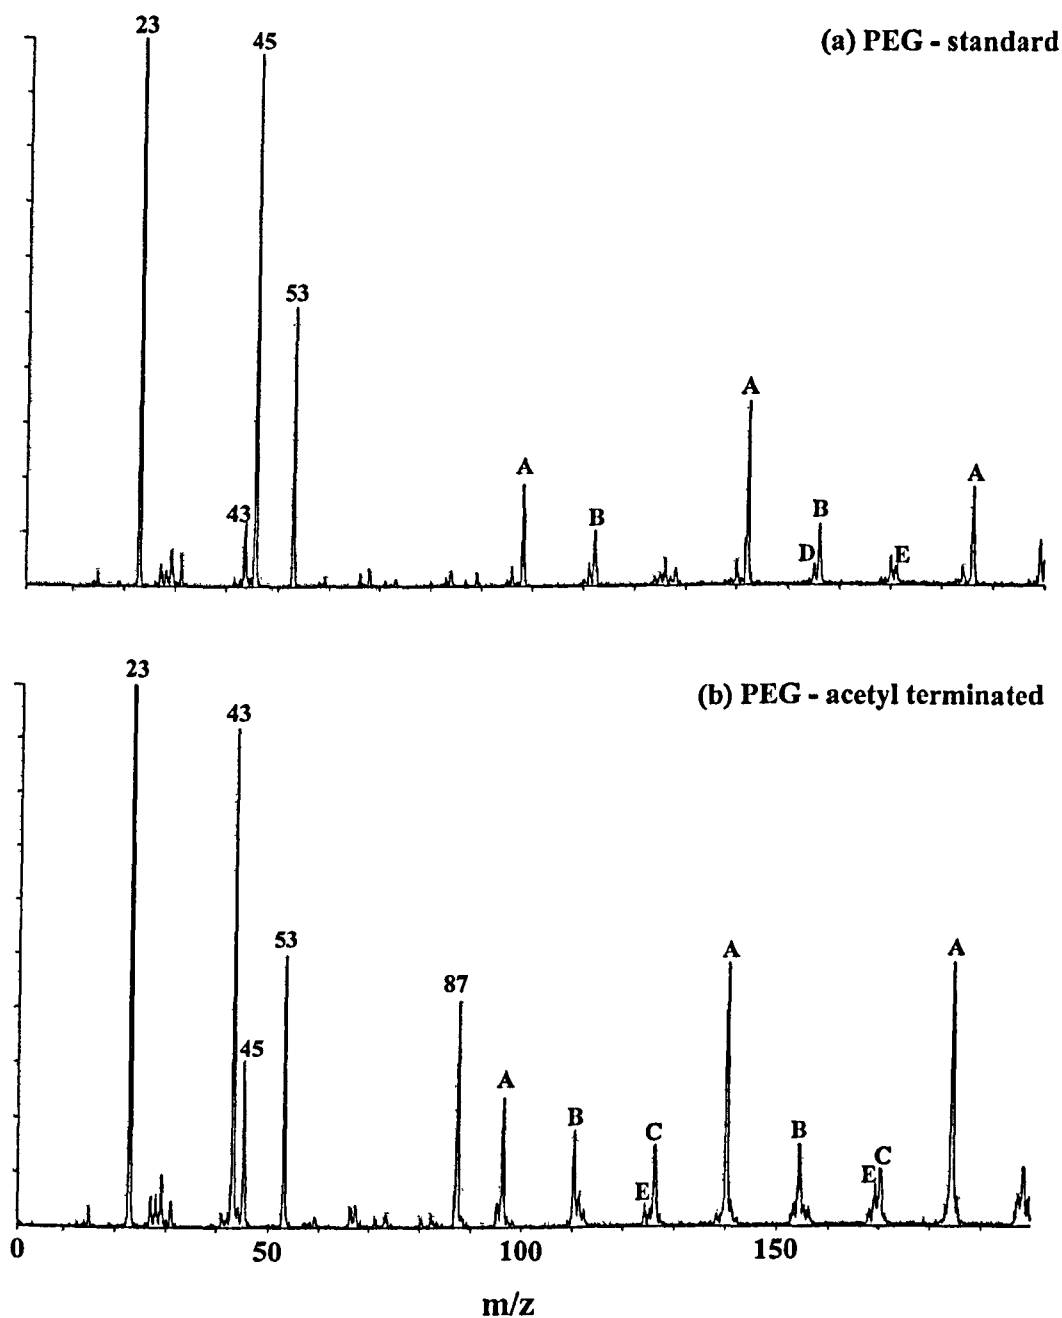 (a) PEG - standard
23
45
53
43
A
B
A
D
B
E
A
(b) PEG - acetyl terminated
23
43
53
87
45
A
B
E
C
A
B
E
C
A
0 50 100 150
m/z